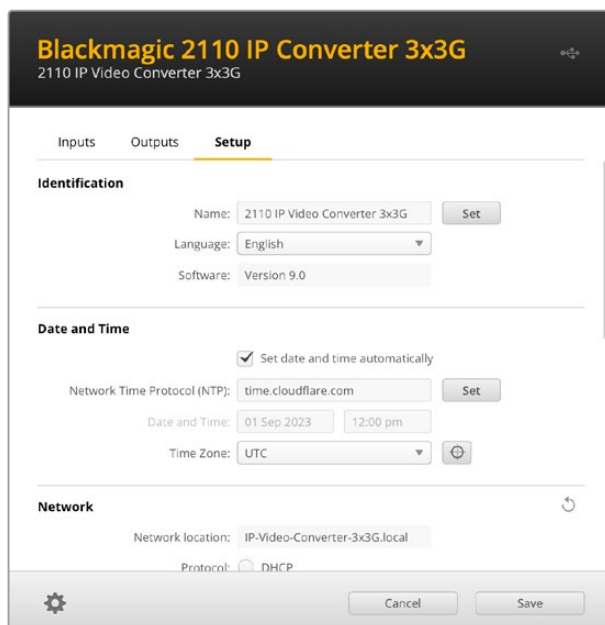 Blackmagic 2110 IP Converter 3x3G
2110 IP Video Converter 3x3G
Inputs Outputs Setup
Identification
Name: 2110 IP Video Converter 3x3G Set
Language: English
Software: Version 9.0
Date and Time
Set date and time automatically
Network Time Protocol (NTP): time.cloudflare.com Set
Date and Time: 01 Sep 2023 12:00 pm
Time Zone: UTC
Network
Network location: IP-Video-Converter-3x3G.local
Protocol: DHCP
Cancel Save